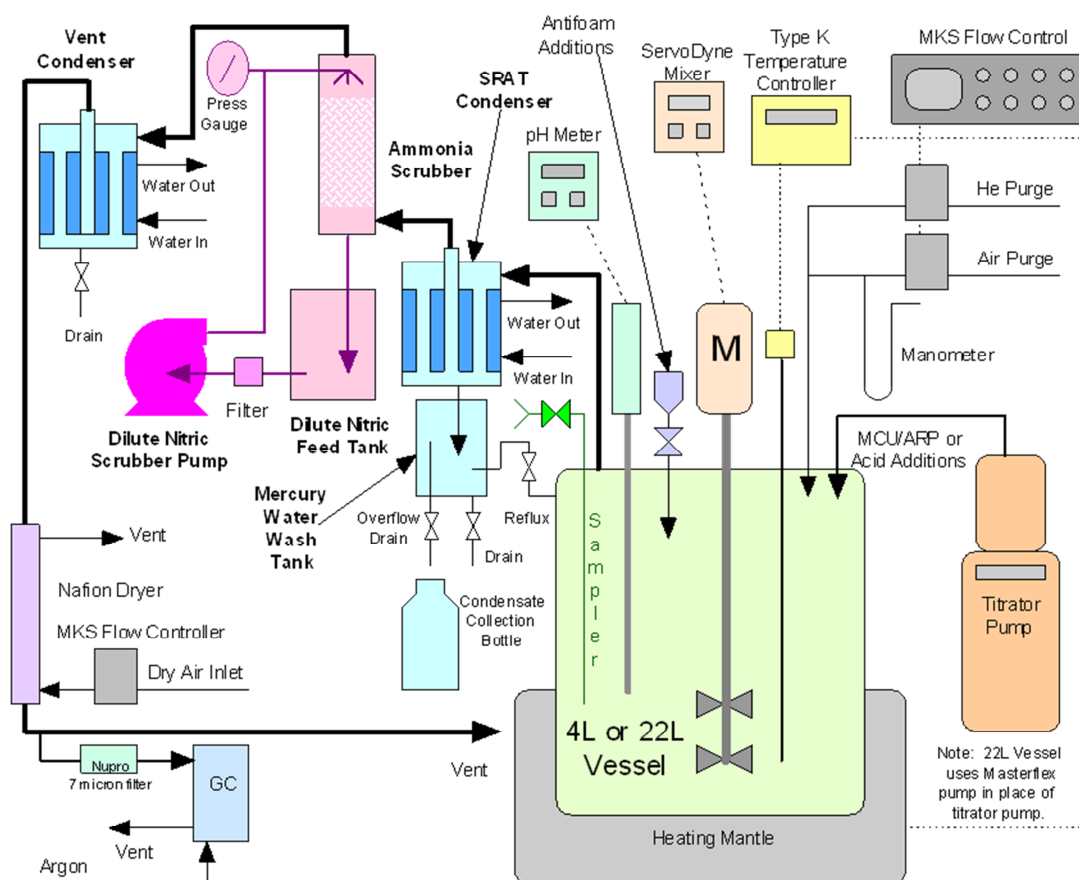 Vent
Condenser
Press
Gauge
Water Out
Water In
Drain
Ammonia
Scrubber
SRAT
Condenser
Antifoam
Additions
pH Meter
ServoDyne
Mixer
Type K
Temperature
Controller
MKS Flow Control
He Purge
Air Purge
Manometer
Water Out
Water In
Filter
Dilute Nitric
Scrubber Pump
Dilute Nitric
Feed Tank
M
MCU/ARP or
Acid Additions
Mercury
Water
Wash
Tank
Overflow
Drain
Reflux
Drain
Condensate
Collection
Bottle
Sampler
Vent
Nafion Dryer
MKS Flow Controller
Dry Air Inlet
4L or 22L
Vessel
Titrator
Pump
Vent
Nupro
7 micron filter
GC
Vent
Argon
Heating Mantle
Note: 22L Vessel
uses Masterflex
pump in place of
titrator pump.